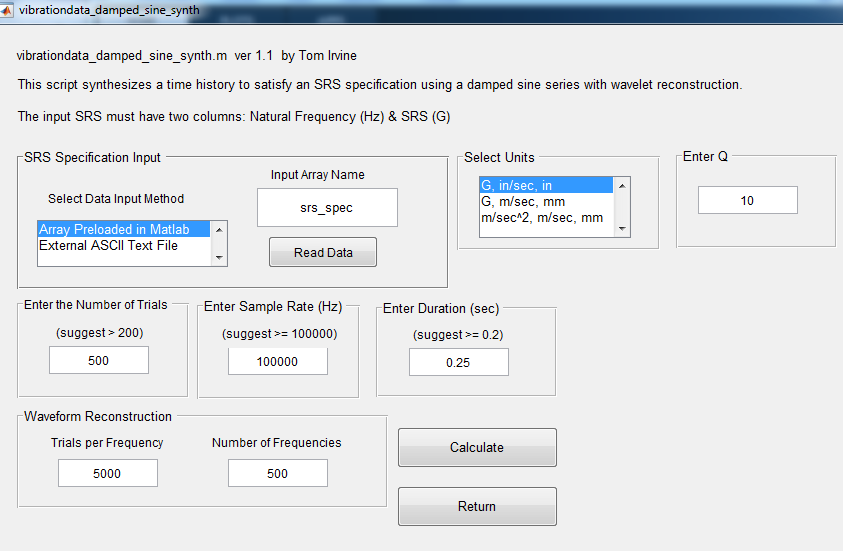 vibrationdata_damped_sine_synth
vibrationdata_damped_sine_synth.m ver 1.1 by Tom Irvine
This script synthesizes a time history to satisfy an SRS specification using a damped sine series with wavelet reconstruction.
The input SRS must have two columns: Natural Frequency (Hz) & SRS (G)
SRS Specification Input
Select Data Input Method
Array Preloaded in Matlab
External ASCII Text File
Input Array Name
srs_spec
Read Data
Select Units
G, in/sec, in
G, m/sec, mm
m/sec^2, m/sec, mm
Enter Q
10
Enter the Number of Trials
(suggest > 200)
500
Enter Sample Rate (Hz)
(suggest >= 100000)
100000
Enter Duration (sec)
(suggest >= 0.2)
0.25
Waveform Reconstruction
Trials per Frequency
5000
Number of Frequencies
500
Calculate
Return